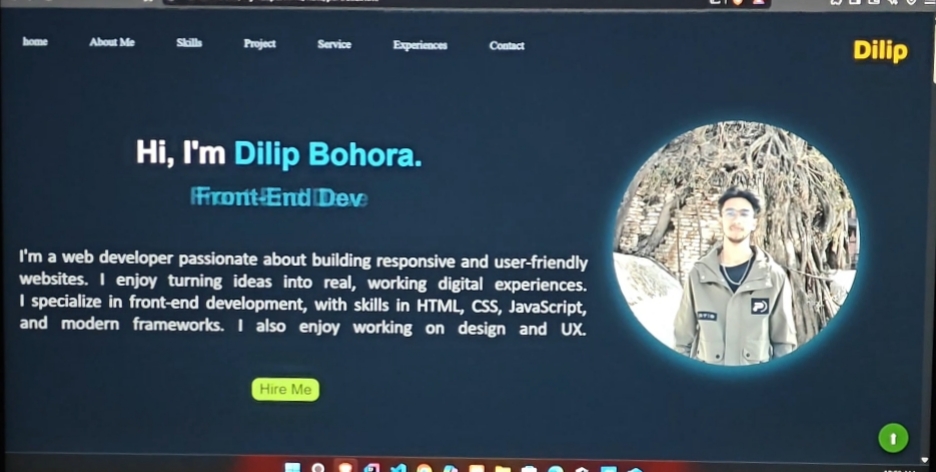 home About Me Skills Project Service Experiences Contact
Dilip
Hi, I'm Dilip Bohora.
Front-End Dev
I'm a web developer passionate about building responsive and user-friendly
websites. I enjoy turning ideas into real, working digital experiences.
I specialize in front-end development, with skills in HTML, CSS, JavaScript,
and modern frameworks. I also enjoy working on design and UX.
Hire Me